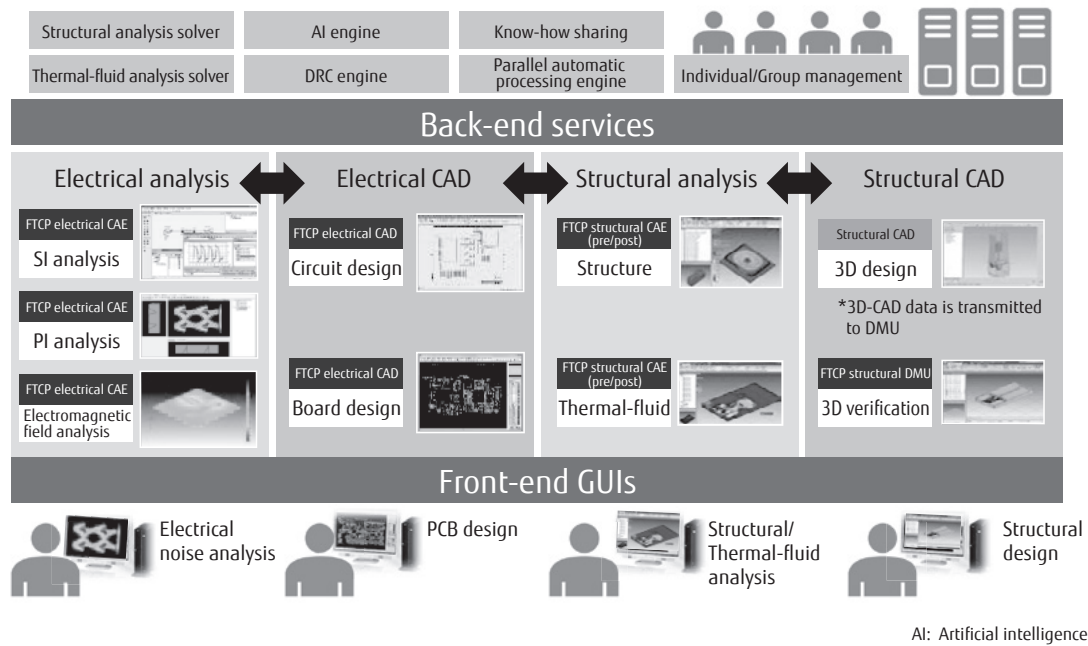 Structural analysis solver
AI engine
Know-how sharing
Thermal-fluid analysis solver
DRC engine
Parallel automatic
processing engine
Individual/Group management
Back-end services
Electrical analysis
Electrical CAD
Structural analysis
Structural CAD
FTCP electrical CAE
SI analysis
FTCP electrical CAE
PI analysis
FTCP electrical CAE
Electromagnetic
field analysis
FTCP electrical CAD
Circuit design
FTCP electrical CAD
Board design
FTCP structural CAE
(pre/post)
Structure
FTCP structural CAE
(pre/post)
Thermal-fluid
Structural CAD
3D design
*3D-CAD data is transmitted
to DMU
FTCP structural DMU
3D verification
Front-end GUIs
Electrical
noise analysis
PCB design
Structural/
Thermal-fluid
analysis
Structural
design
AI: Artificial intelligence